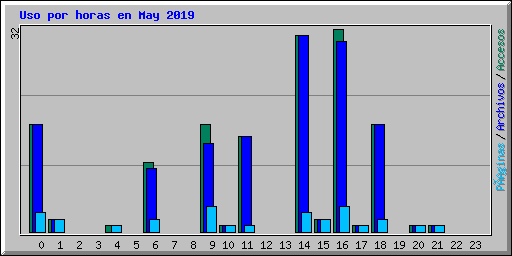 Uso por horas en May 2019
32
Páginas / Archivos / Accesos
0 1 2 3 4 5 6 7 8 9 10 11 12 13 14 15 16 17 18 19 20 21 22 23